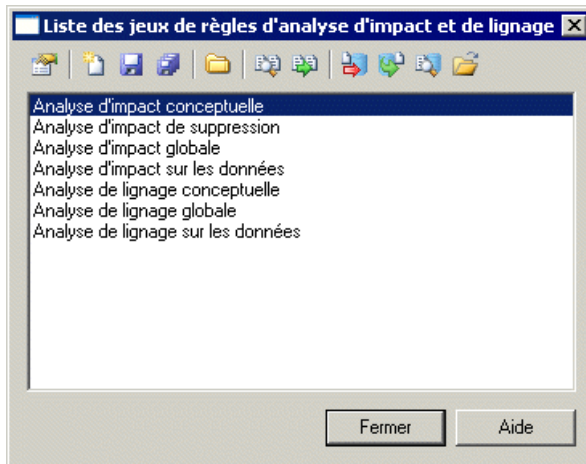 Liste des jeux de règles d'analyse d'impact et de lignage
Analyse d'impact conceptuelle
Analyse d'impact de suppression
Analyse d'impact globale
Analyse d'impact sur les données
Analyse de lignage conceptuelle
Analyse de lignage globale
Analyse de lignage sur les données
Fermer
Aide